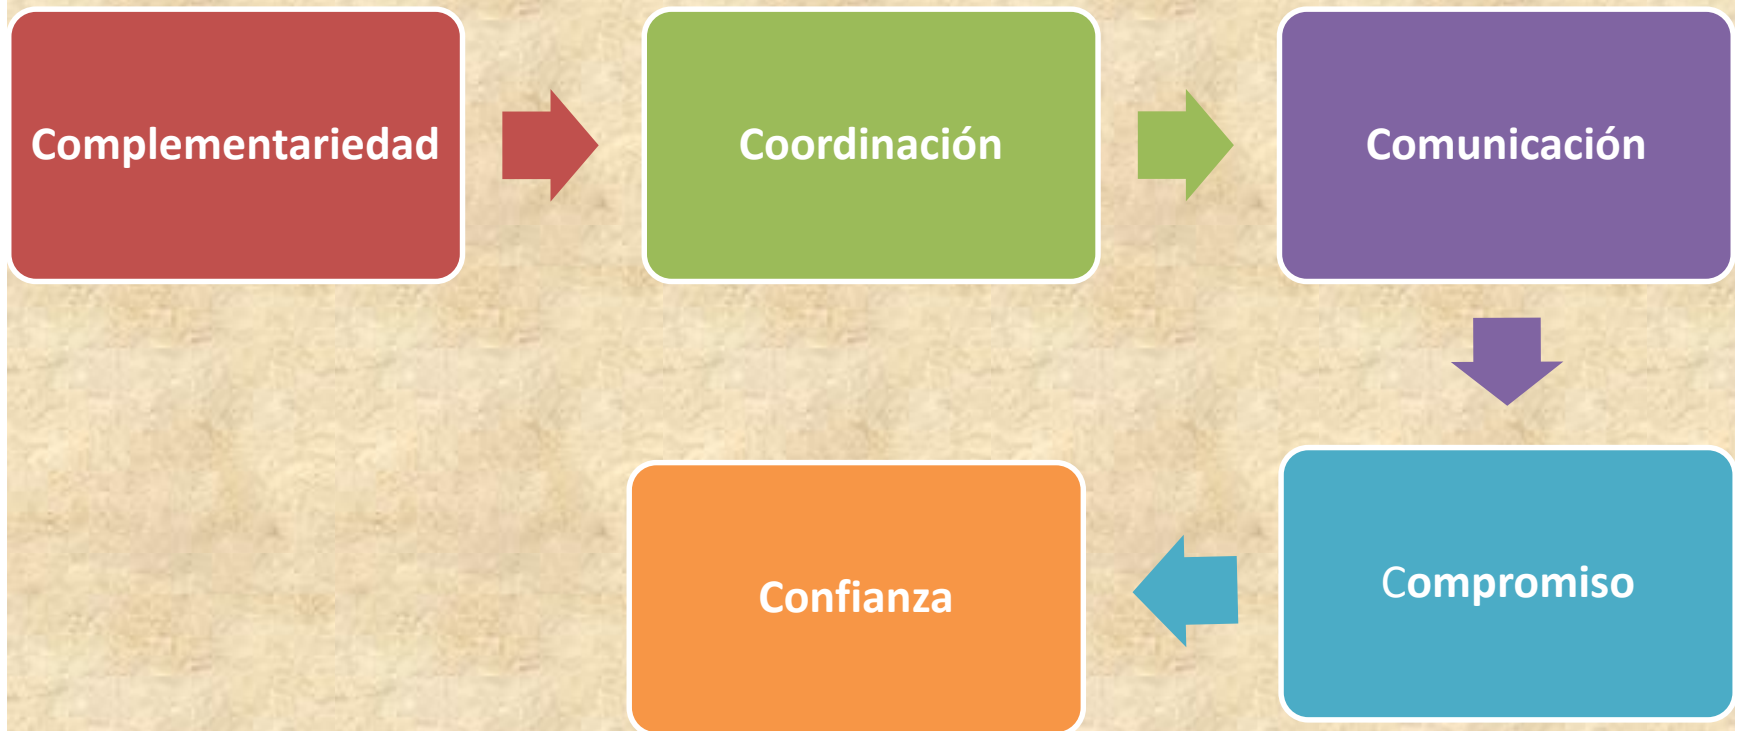 Complementariedad
Coordinación
Comunicación
Compromiso
Confianza